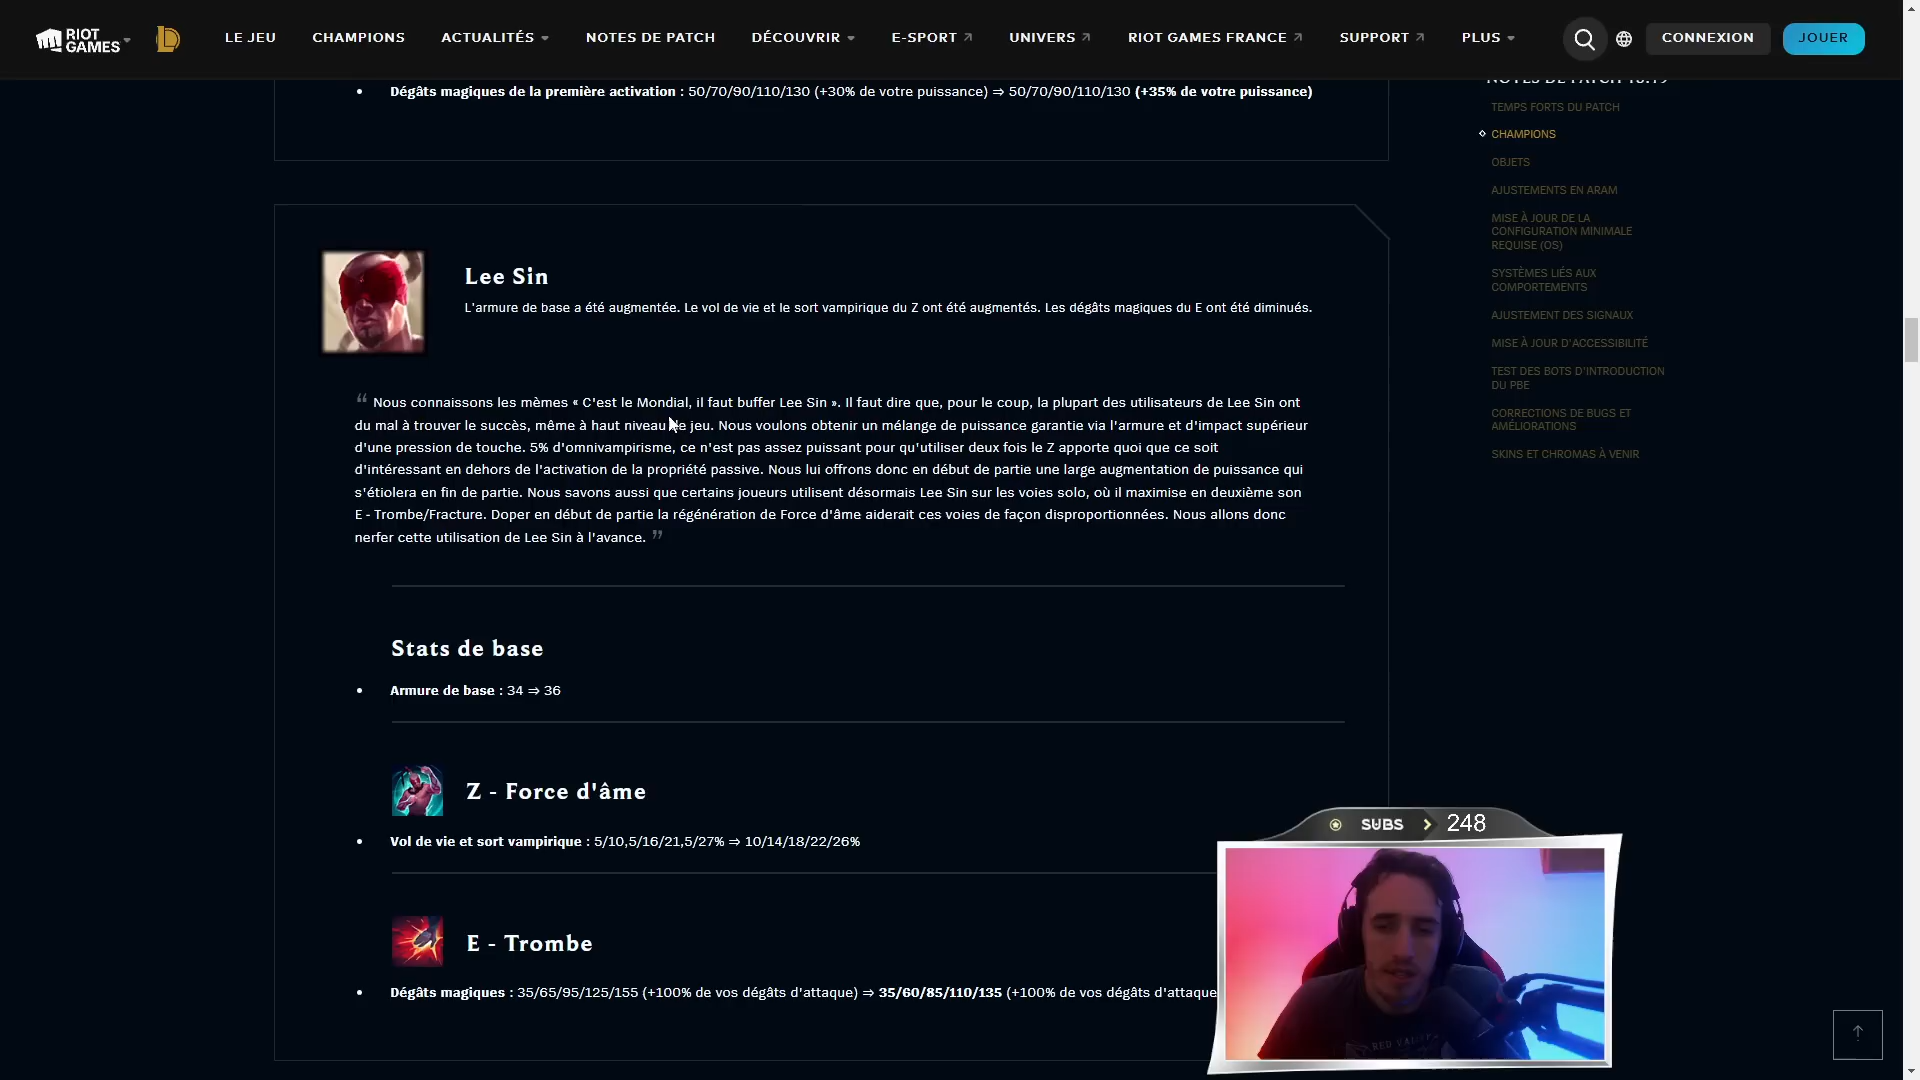 RIOT GAMES
LE JEU
CHAMPIONS
ACTUALITÉS
NOTES DE PATCH
DÉCOUVRIR
E-SPORT
UNIVERS
RIOT GAMES FRANCE
SUPPORT
PLUS
CONNEXION
JOUER
• Dégâts magiques de la première activation : 50/70/90/110/130 (+30% de votre puissance) ⇒ 50/70/90/110/130 (+35% de votre puissance)
Lee Sin
L'armure de base a été augmentée. Le vol de vie et le sort vampirique du Z ont été augmentés. Les dégâts magiques du E ont été diminués.
“ Nous connaissons les mèmes « C'est le Mondial, il faut buffer Lee Sin ». Il faut dire que, pour le coup, la plupart des utilisateurs de Lee Sin ont
du mal à trouver le succès, même à haut niveau de jeu. Nous voulons obtenir un mélange de puissance garantie via l'armure et d'impact supérieur
d'une pression de touche. 5% d'omnivampirisme, ce n'est pas assez puissant pour qu'utiliser deux fois le Z apporte quoi que ce soit
d'intéressant en dehors de l'activation de la propriété passive. Nous lui offrons donc en début de partie une large augmentation de puissance qui
s'étiolera en fin de partie. Nous savons aussi que certains joueurs utilisent désormais Lee Sin sur les voies solo, où il maximise en deuxième son
E - Trombe/Fracture. Doper en début de partie la régénération de Force d'âme aiderait ces voies de façon disproportionnées. Nous allons donc
nerfer cette utilisation de Lee Sin à l'avance. ”
Stats de base
• Armure de base : 34 ⇒ 36
Z - Force d'âme
• Vol de vie et sort vampirique : 5/10,5/16/21,5/27% ⇒ 10/14/18/22/26%
E - Trombe
• Dégâts magiques : 35/65/95/125/155 (+100% de vos dégâts d'attaque) ⇒ 35/60/85/110/135 (+100% de vos dégâts d'attaque
NOTES DE PATCH 13.19
TEMPS FORTS DU PATCH
CHAMPIONS
OBJETS
AJUSTEMENTS EN ARAM
MISE À JOUR DE LA
CONFIGURATION MINIMALE
REQUISE (OS)
SYSTÈMES LIÉS AUX
COMPORTEMENTS
AJUSTEMENT DES SIGNAUX
MISE À JOUR D'ACCESSIBILITÉ
TEST DES BOTS D'INTRODUCTION
DU PBE
CORRECTIONS DE BUGS ET
AMÉLIORATIONS
SKINS ET CHROMAS À VENIR
SUBS > 248